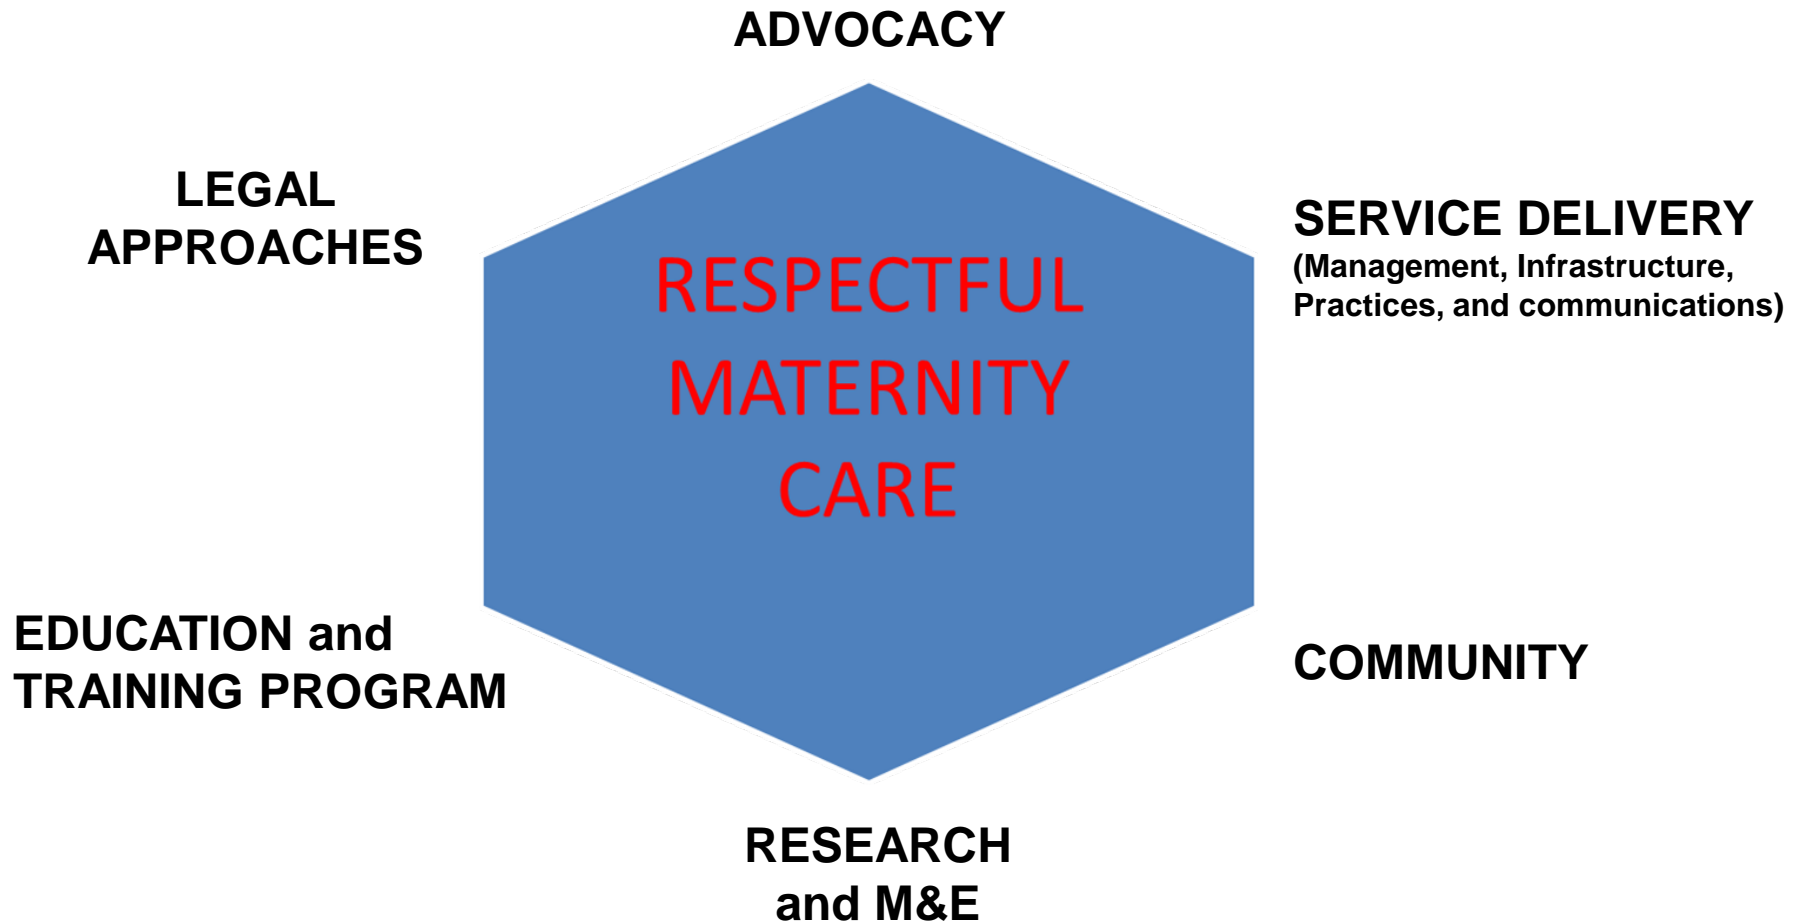 ADVOCACY
LEGAL
APPROACHES
SERVICE DELIVERY
(Management, Infrastructure,
Practices, and communications)
RESPECTFUL
MATERNITY
CARE
EDUCATION and
TRAINING PROGRAM
COMMUNITY
RESEARCH
and M&E